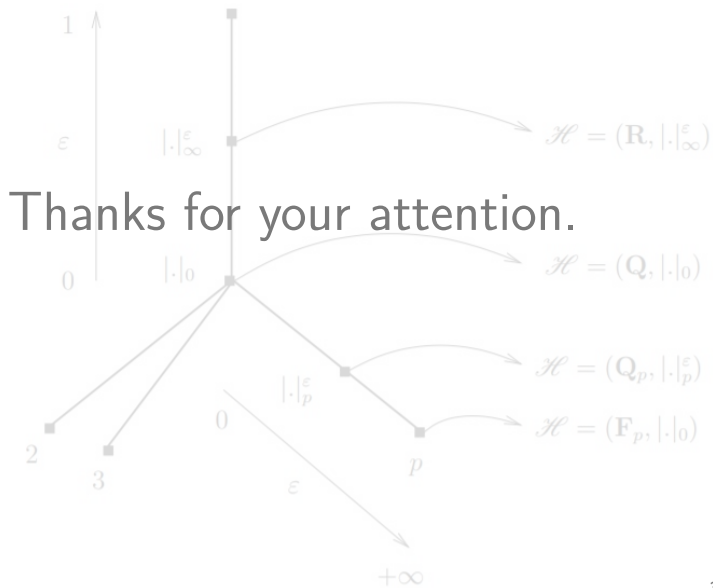 1
ε
|.|^ε_∞
ℋ = (R, |.|^ε_∞)
Thanks for your attention.
0
|.|_0
ℋ = (Q, |.|_0)
ℋ = (Q_p, |.|^ε_p)
|.|^ε_p
0
ℋ = (F_p, |.|_0)
2
3
p
ε
+∞